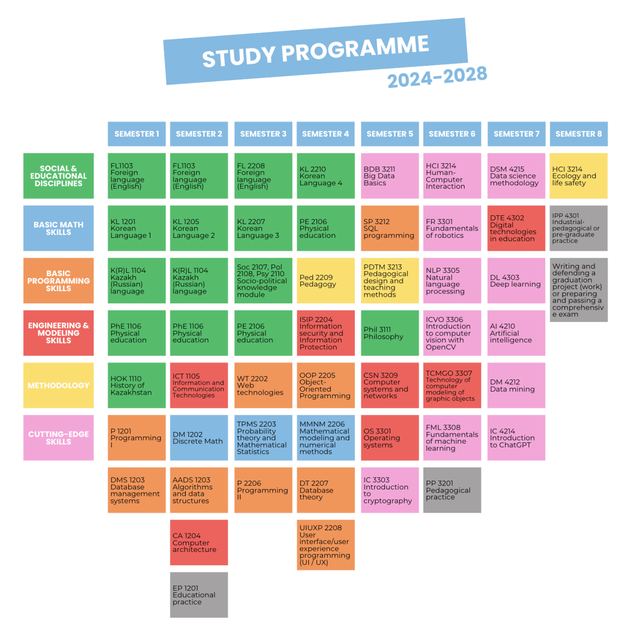 STUDY PROGRAMME
2024-2028
SEMESTER 1
SEMESTER 2
SEMESTER 3
SEMESTER 4
SEMESTER 5
SEMESTER 6
SEMESTER 7
SEMESTER 8
SOCIAL &
EDUCATIONAL
DISCIPLINES
FL1103
Foreign
language
(English)
FL1103
Foreign
language
(English)
FL 2208
Foreign
language
(English)
KL 2210
Korean
Language 4
BDB 3211
Big Data
Basics
HCI 3214
Human-
Computer
Interaction
DSM 4215
Data science
methodology
HCI 3214
Ecology and
life safety
BASIC MATH
SKILLS
KL 1201
Korean
Language 1
KL 1205
Korean
Language 2
KL 2207
Korean
Language 3
PE 2106
Physical
education
SP 3212
SQL
programming
FR 3301
Fundamentals
of robotics
DTE 4302
Digital
technologies
in education
IPP 4301
Industrial-
pedagogical or
pre-graduate
practice
BASIC
PROGRAMMING
SKILLS
K(R)L 1104
Kazakh
(Russian)
language
K(R)L 1104
Kazakh
(Russian)
language
Soc 2107, Pol
2108, Psy 2110
Socio-political
knowledge
module
Ped 2209
Pedagogy
PDTM 3213
Pedagogical
design and
teaching
methods
NLP 3305
Natural
language
processing
DL 4303
Deep learning
Writing and
defending a
graduation
project (work)
or preparing
and passing a
comprehensiv
e exam
ENGINEERING &
MODELING
SKILLS
PhE 1106
Physical
education
PhE 1106
Physical
education
PE 2106
Physical
education
ISIP 2204
Information
Security and
Information
Protection
Phil 3111
Philosophy
ICVO 3306
Introduction
to computer
vision with
OpenCV
AI 4210
Artificial
intelligence
METHODOLOGY
HOK 1110
History of
Kazakhstan
ICT 1105
Information and
Communication
Technologies
WT 2202
Web
technologies
OOP 2205
Object-
Oriented
Programming
CSN 3209
Computer
systems and
networks
TCMGO 3307
Technology of
computer
modeling of
graphic objects
DM 4212
Data mining
CUTTING-EDGE
SKILLS
P 1201
Programming
I
DM 1202
Discrete Math
TPMS 2203
Probability
theory and
Mathematical
Statistics
MMNM 2206
Mathematical
modeling and
numerical
methods
OS 3301
Operating
systems
FML 3308
Fundamentals
of machine
learning
IC 4214
Introduction
to ChatGPT
DMS 1203
Database
management
systems
AADS 1203
Algorithms
and data
structures
P 2206
Programming
II
DT 2207
Database
theory
IC 3303
Introduction
to
cryptography
PP 3201
Pedagogical
practice
CA 1204
Computer
architecture
UIUXP 2208
User
interface/user
experience
programming
(UI / UX)
EP 1201
Educational
practice